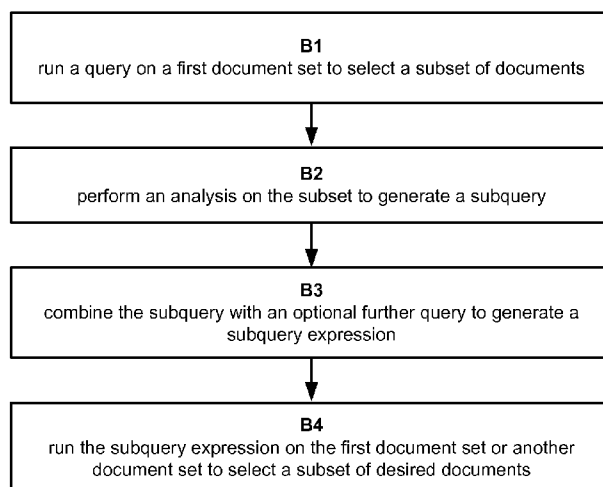 B1
run a query on a first document set to select a subset of documents
B2
perform an analysis on the subset to generate a subquery
B3
combine the subquery with an optional further query to generate a
subquery expression
B4
run the subquery expression on the first document set or another
document set to select a subset of desired documents